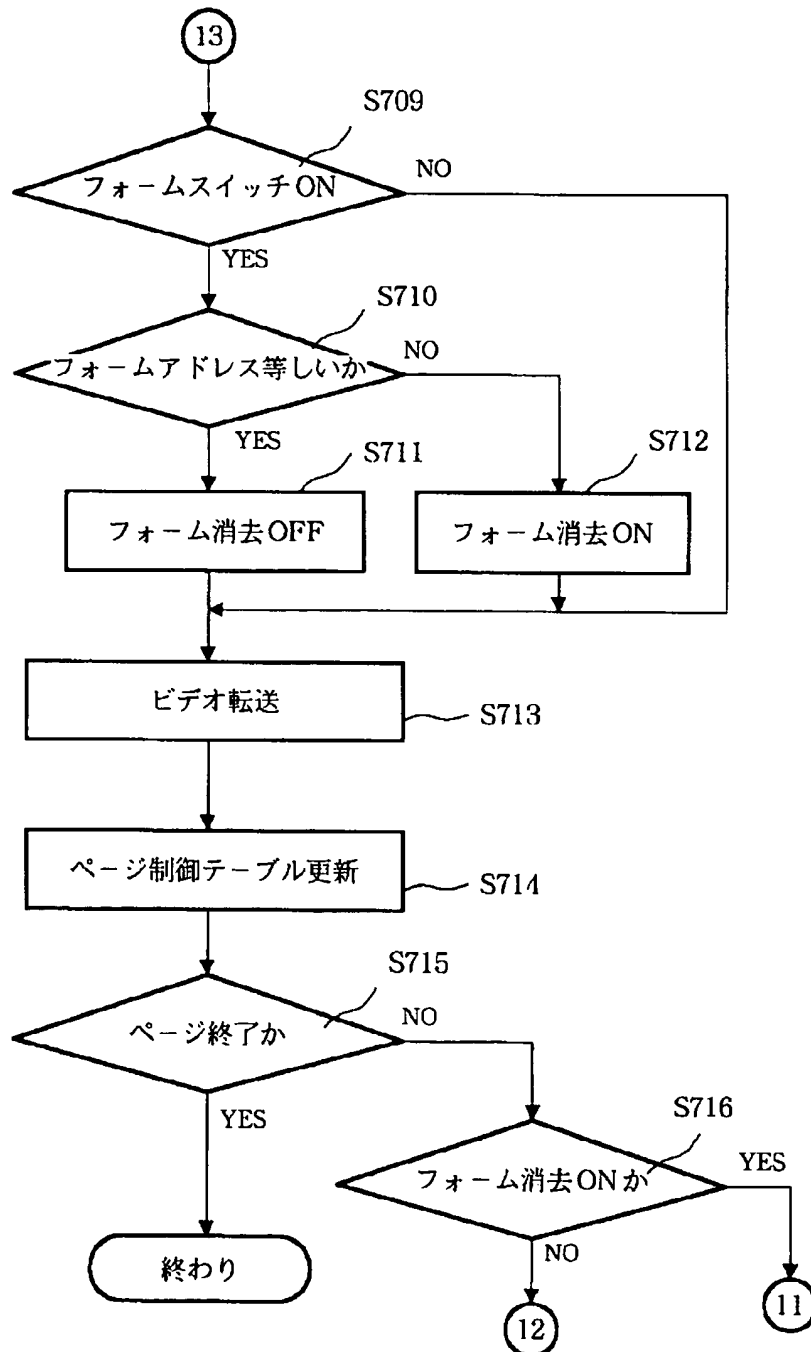 13
S709
フォームスイッチON
NO
YES
S710
フォームアドレス等しいか
NO
YES
S711
S712
フォーム消去OFF
フォーム消去ON
ビデオ転送
S713
ページ制御テーブル更新
S714
S715
ページ終了か
NO
YES
S716
フォーム消去ONか
YES
終わり
NO
12
11